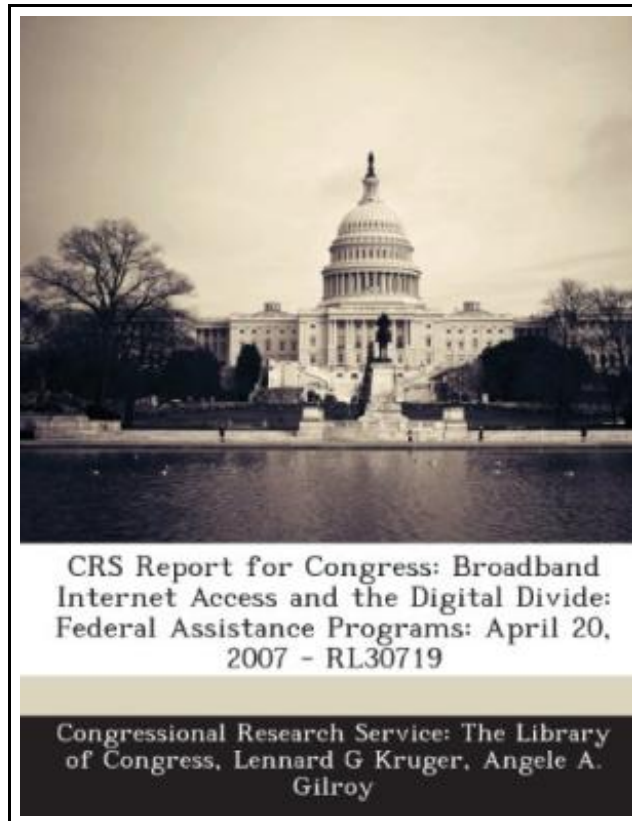 CRS Report for Congress: Broadband
Internet Access and the Digital Divide:
Federal Assistance Programs: April 20,
2007 - RL30719
Congressional Research Service: The Library
of Congress, Lennard G Kruger, Angele A.
Gilroy